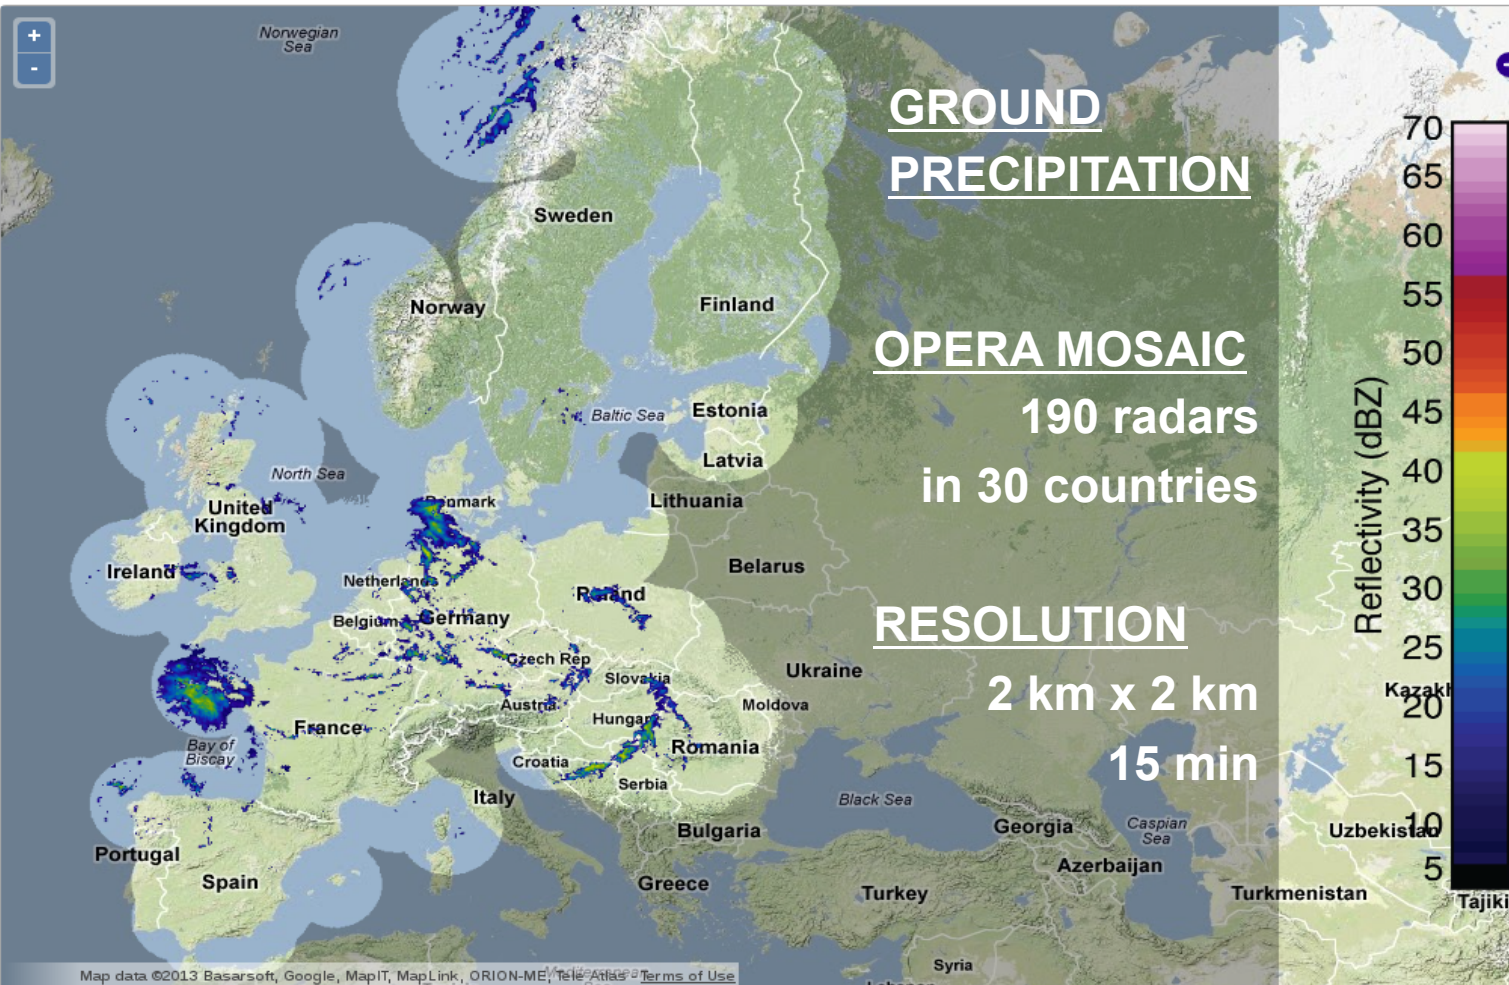 +
-
Norwegian
Sea
GROUND
PRECIPITATION
Sweden
Norway
Finland
OPERA MOSAIC
190 radars
in 30 countries
Baltic Sea
Estonia
Latvia
North Sea
Denmark
Lithuania
United
Kingdom
Ireland
Netherlands
Belarus
Belgium
Germany
Poland
RESOLUTION
2 km x 2 km
15 min
Czech Rep
Slovakia
Ukraine
Austria
Hungary
Moldova
France
Romania
Bay of
Biscay
Croatia
Serbia
Italy
Black Sea
Bulgaria
Georgia
Caspian
Sea
Portugal
Spain
Greece
Turkey
Azerbaijan
Turkmenistan
Uzbekistan
Kazakh
Tajiki
Syria
Reflectivity (dBZ)
70
65
60
55
50
45
40
35
30
25
20
15
10
5
Map data ©2013 Basarsoft, Google, MapIT, MapLink, ORION-ME, Tele Atlas - Terms of Use